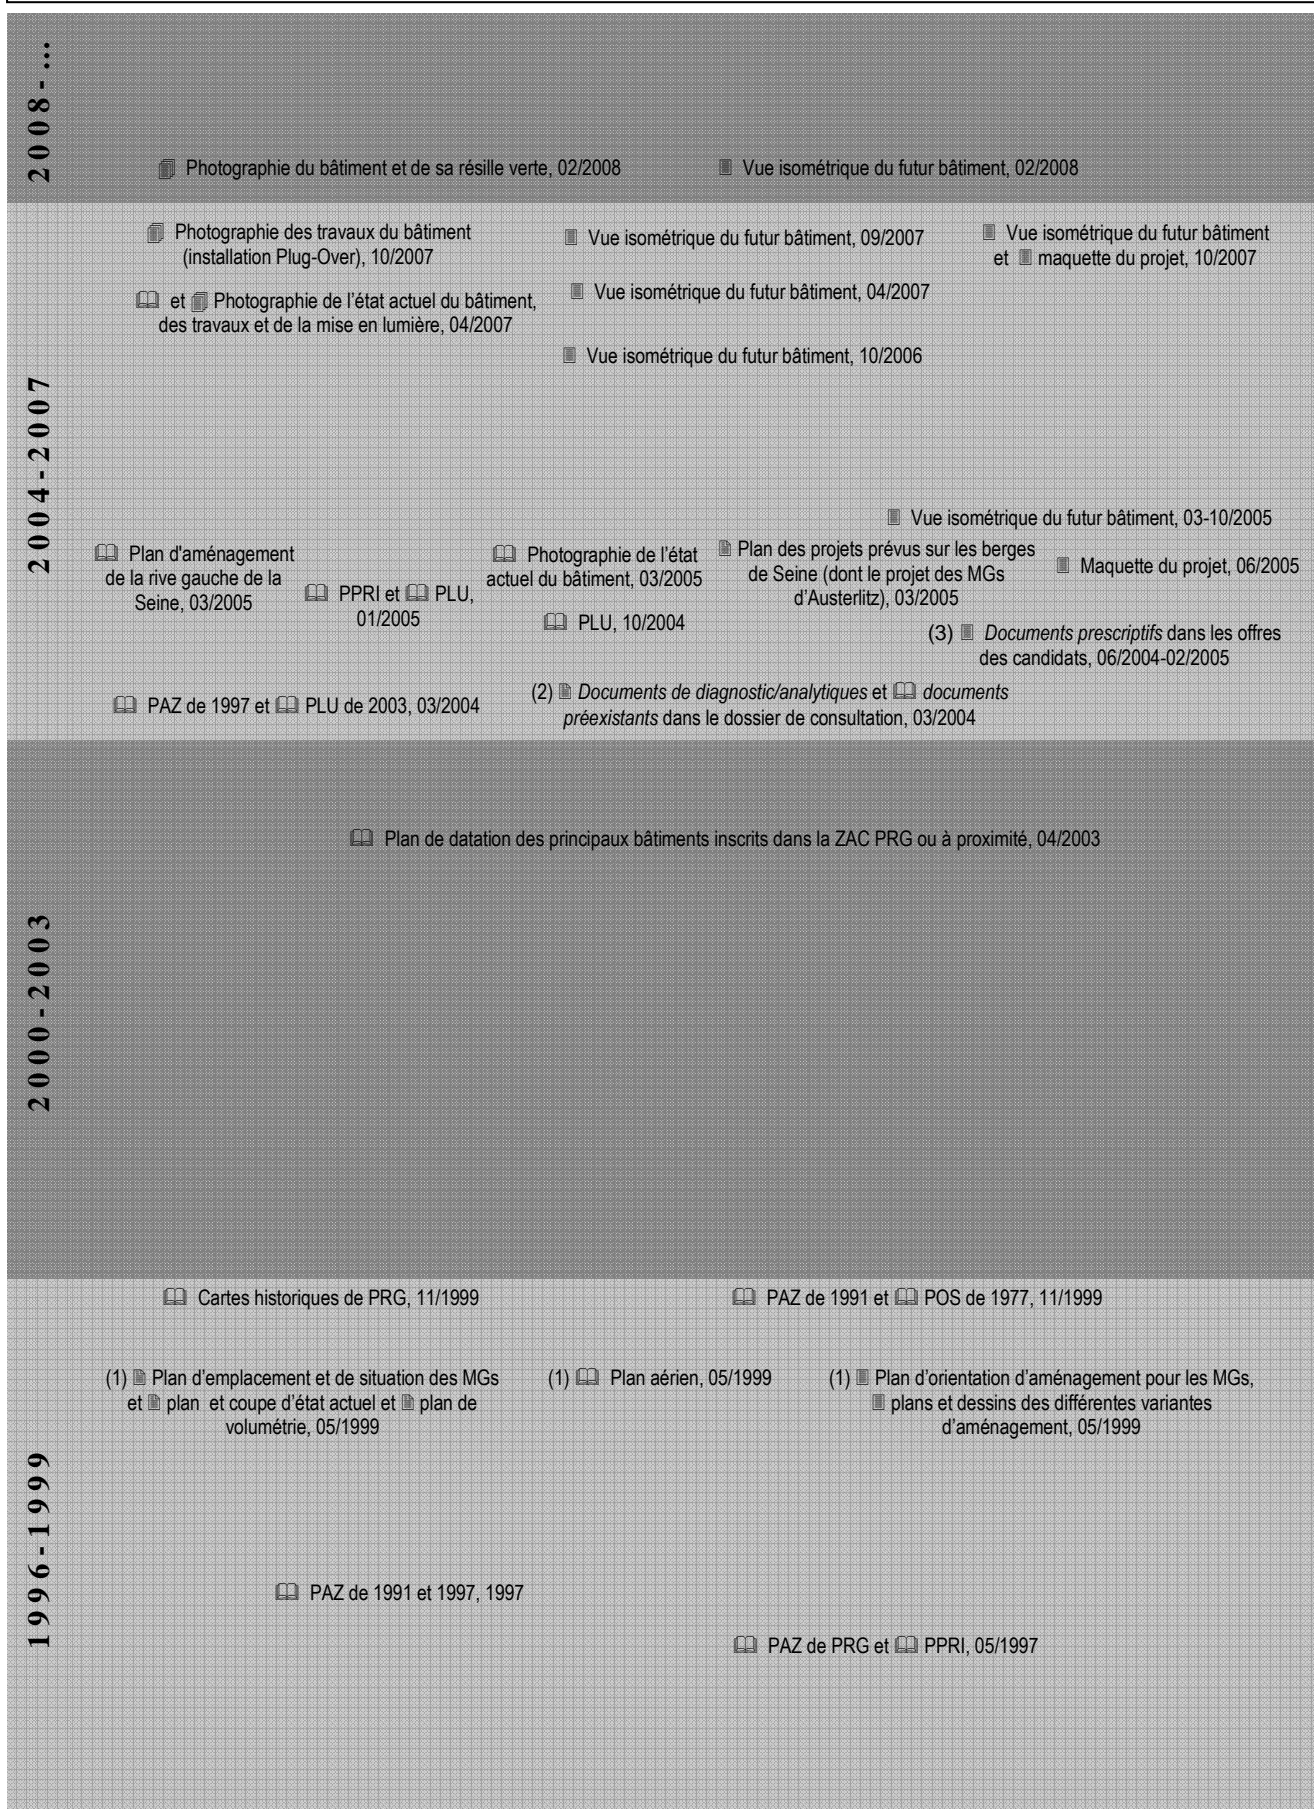 2008-...
🗐 Photographie du bâtiment et de sa résille verte, 02/2008
🗏 Vue isométrique du futur bâtiment, 02/2008
2004-2007
🗐 Photographie des travaux du bâtiment
(installation Plug-Over), 10/2007
🗏 Vue isométrique du futur bâtiment, 09/2007
🗏 Vue isométrique du futur bâtiment
et 🗏 maquette du projet, 10/2007
🕮 et 🗐 Photographie de l'état actuel du bâtiment,
des travaux et de la mise en lumière, 04/2007
🗏 Vue isométrique du futur bâtiment, 04/2007
🗏 Vue isométrique du futur bâtiment, 10/2006
🗏 Vue isométrique du futur bâtiment, 03-10/2005
🕮 Plan d'aménagement
de la rive gauche de la
Seine, 03/2005
🕮 PPRI et 🕮 PLU,
01/2005
🕮 Photographie de l'état
actuel du bâtiment, 03/2005
🖹 Plan des projets prévus sur les berges
de Seine (dont le projet des MGs
d'Austerlitz), 03/2005
🗏 Maquette du projet, 06/2005
🕮 PLU, 10/2004
(3) 🗏 Documents prescriptifs dans les offres
des candidats, 06/2004-02/2005
🕮 PAZ de 1997 et 🕮 PLU de 2003, 03/2004
(2) 🖹 Documents de diagnostic/analytiques et 🕮 documents
préexistants dans le dossier de consultation, 03/2004
2000-2003
🕮 Plan de datation des principaux bâtiments inscrits dans la ZAC PRG ou à proximité, 04/2003
1996-1999
🕮 Cartes historiques de PRG, 11/1999
🕮 PAZ de 1991 et 🕮 POS de 1977, 11/1999
(1) 🖹 Plan d'emplacement et de situation des MGs
et 🖹 plan et coupe d'état actuel et 🖹 plan de
volumétrie, 05/1999
(1) 🕮 Plan aérien, 05/1999
(1) 🗏 Plan d'orientation d'aménagement pour les MGs,
🗏 plans et dessins des différentes variantes
d'aménagement, 05/1999
🕮 PAZ de 1991 et 1997, 1997
🕮 PAZ de PRG et 🕮 PPRI, 05/1997